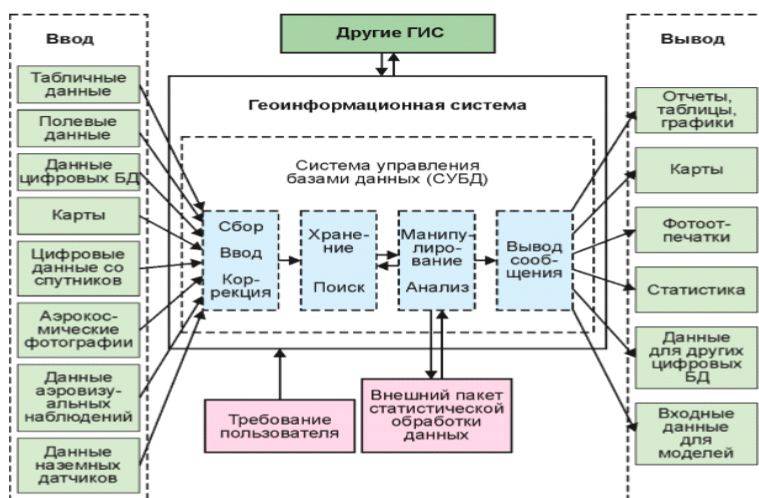 Ввод
Табличные
данные
Полевые
данные
Данные
цифровых БД
Карты
Цифровые
данные со
спутников
Аэрокос-
мические
фотографии
Данные
аэровизу-
альных
наблюдений
Данные
наземных
датчиков
Другие ГИС
Геоинформационная система
Система управления
базами данных (СУБД)
Сбор
Ввод
Кор-
рекция
Хране-
ние
Поиск
Манипу-
лиро-
вание
Анализ
Вывод
сооб-
щения
Требование
пользователя
Внешний пакет
статистической
обработки
данных
Вывод
Отчеты,
таблицы,
графики
Карты
Фотоот-
печатки
Статистика
Данные
для других
цифровых
БД
Входные
данные
для
моделей